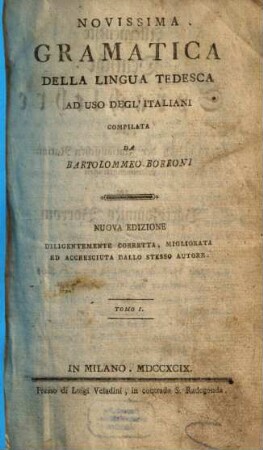 NOVISSIMA
GRAMATICA
DELLA LINGUA TEDESCA
AD USO DEGL' ITALIANI
COMPILATA
DA
BARTOLOMMEO BORRONI
NUOVA EDIZIONE
DILIGENTEMENTE CORRETTA, MIGLIORATA
ED ACCRESCIUTA DALLO STESSO AUTORE.
TOMO I.
IN MILANO. MDCCXCIX.
Presso di Luigi Veladini, in contrada S. Radegonda.